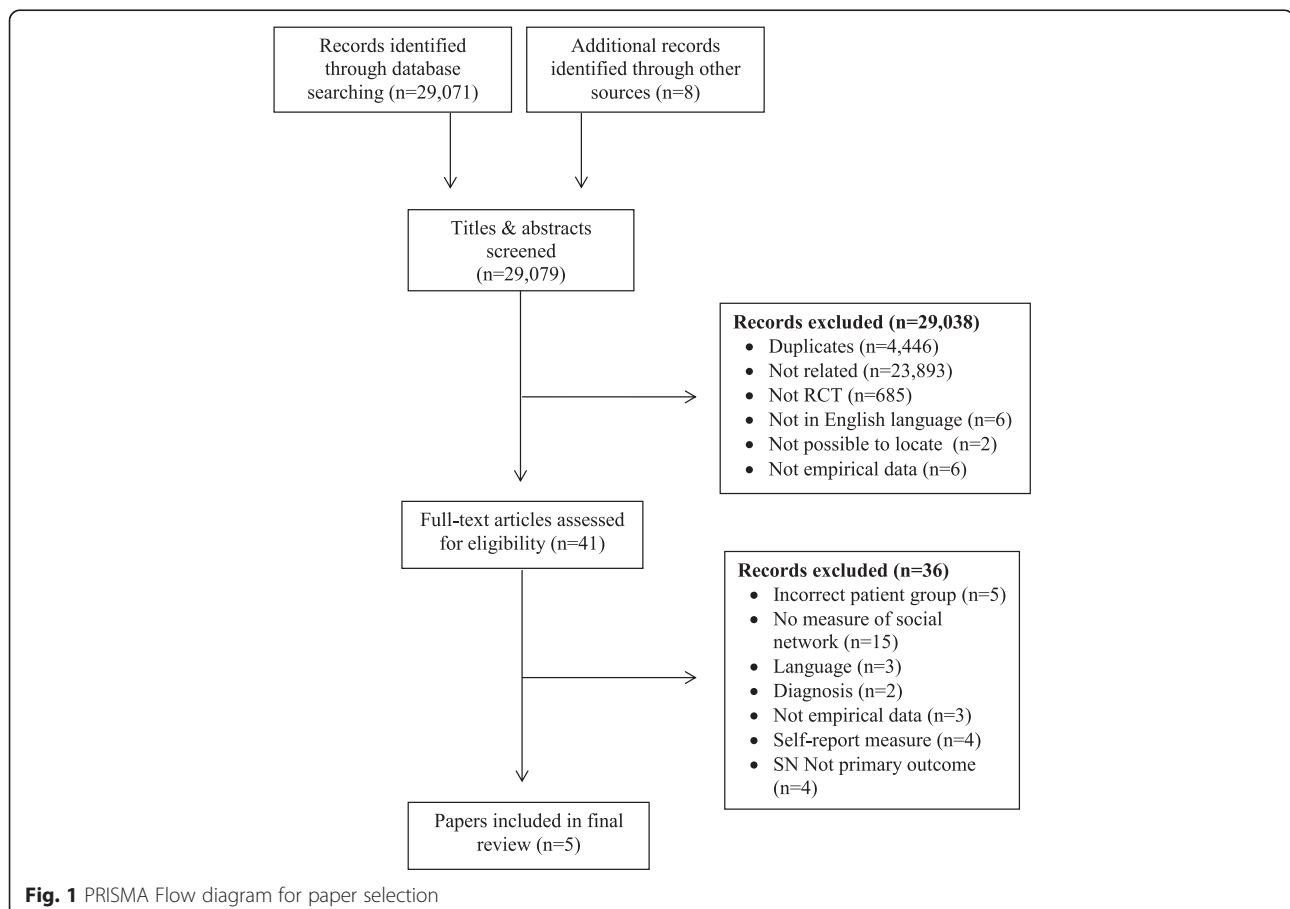 Records identified
through database
searching (n=29,071)
Additional records
identified through other
sources (n=8)
Titles & abstracts
screened
(n=29,079)
Records excluded (n=29,038)
• Duplicates (n=4,446)
• Not related (n=23,893)
• Not RCT (n=685)
• Not in English language (n=6)
• Not possible to locate (n=2)
• Not empirical data (n=6)
Full-text articles assessed
for eligibility (n=41)
Records excluded (n=36)
• Incorrect patient group (n=5)
• No measure of social
network (n=15)
• Language (n=3)
• Diagnosis (n=2)
• Not empirical data (n=3)
• Self-report measure (n=4)
• SN Not primary outcome
(n=4)
Papers included in final
review (n=5)
Fig. 1 PRISMA Flow diagram for paper selection